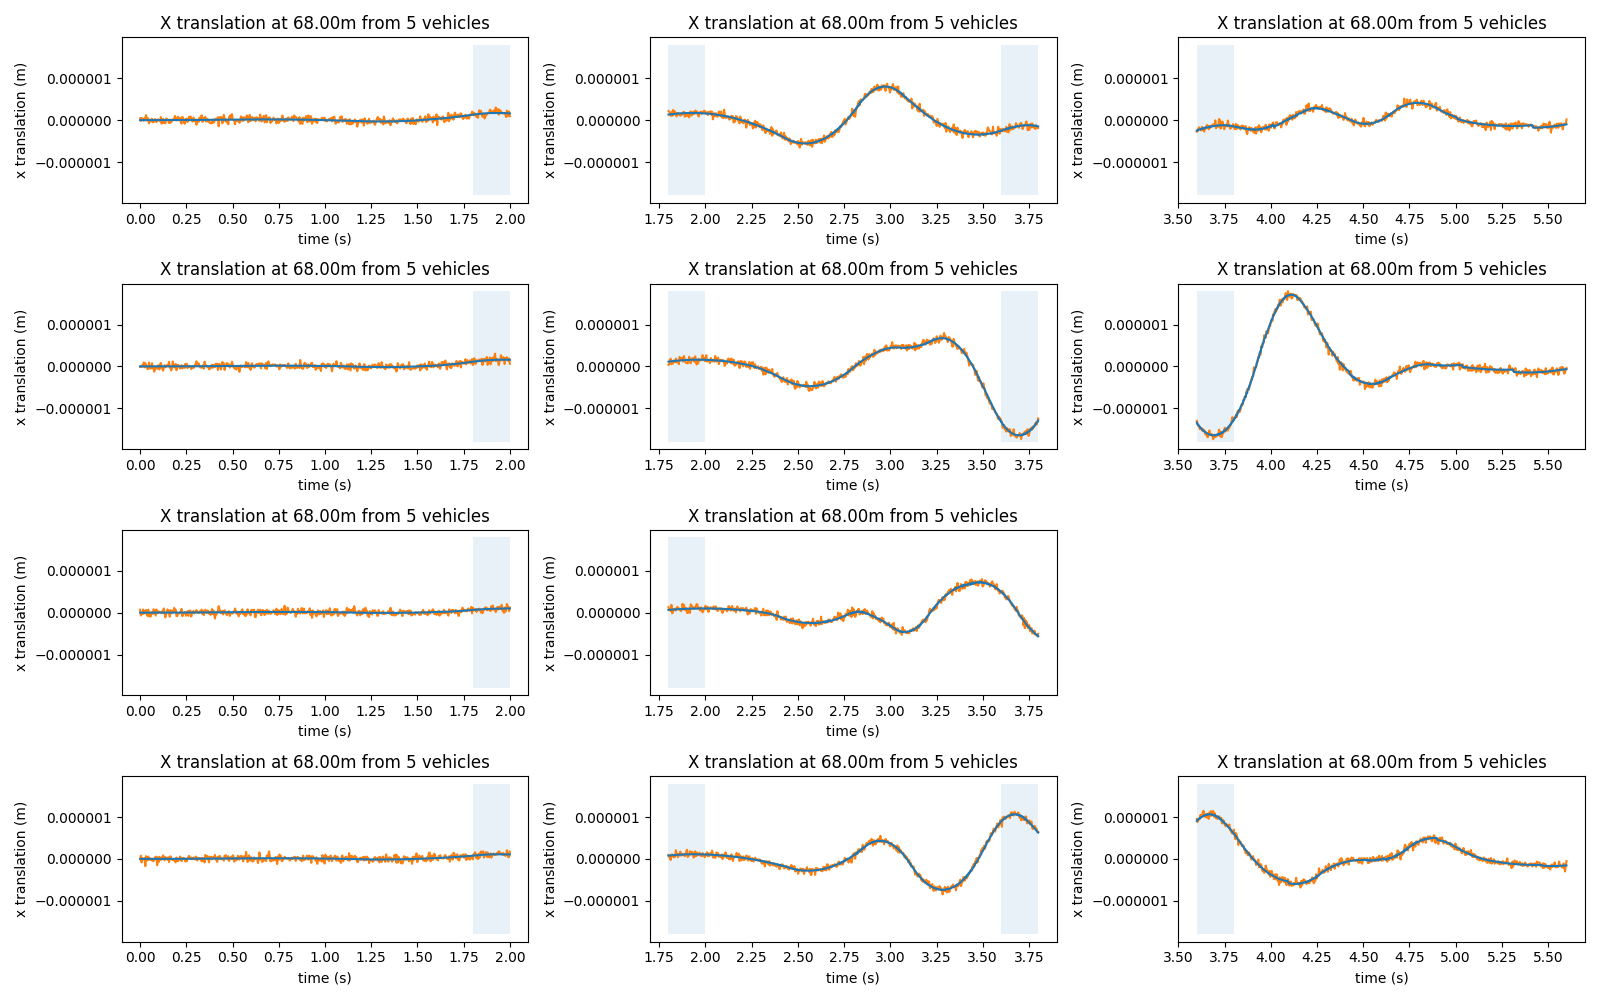 X translation at 68.00m from 5 vehicles X translation at 68.00m from 5 vehicles X translation at 68.00m from 5 vehicles
x translation (m) x translation (m) x translation (m)
0.000001 0.000001 0.000001
0.000000 0.000000 0.000000
−0.000001 −0.000001 −0.000001
0.00 0.25 0.50 0.75 1.00 1.25 1.50 1.75 2.00 1.75 2.00 2.25 2.50 2.75 3.00 3.25 3.50 3.75 3.50 3.75 4.00 4.25 4.50 4.75 5.00 5.25 5.50
time (s) time (s) time (s)
X translation at 68.00m from 5 vehicles X translation at 68.00m from 5 vehicles X translation at 68.00m from 5 vehicles
x translation (m) x translation (m) x translation (m)
0.000001 0.000001 0.000001
0.000000 0.000000 0.000000
−0.000001 −0.000001 −0.000001
0.00 0.25 0.50 0.75 1.00 1.25 1.50 1.75 2.00 1.75 2.00 2.25 2.50 2.75 3.00 3.25 3.50 3.75 3.50 3.75 4.00 4.25 4.50 4.75 5.00 5.25 5.50
time (s) time (s) time (s)
X translation at 68.00m from 5 vehicles X translation at 68.00m from 5 vehicles
x translation (m) x translation (m)
0.000001 0.000001
0.000000 0.000000
−0.000001 −0.000001
0.00 0.25 0.50 0.75 1.00 1.25 1.50 1.75 2.00 1.75 2.00 2.25 2.50 2.75 3.00 3.25 3.50 3.75
time (s) time (s)
X translation at 68.00m from 5 vehicles X translation at 68.00m from 5 vehicles X translation at 68.00m from 5 vehicles
x translation (m) x translation (m) x translation (m)
0.000001 0.000001 0.000001
0.000000 0.000000 0.000000
−0.000001 −0.000001 −0.000001
0.00 0.25 0.50 0.75 1.00 1.25 1.50 1.75 2.00 1.75 2.00 2.25 2.50 2.75 3.00 3.25 3.50 3.75 3.50 3.75 4.00 4.25 4.50 4.75 5.00 5.25 5.50
time (s) time (s) time (s)